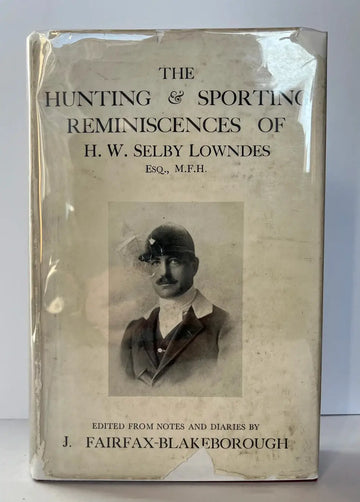 THE
HUNTING & SPORTING
REMINISCENCES OF
H. W. SELBY LOWNDES
ESQ., M.F.H.
EDITED FROM NOTES AND DIARIES BY
J. FAIRFAX-BLAKEBOROUGH